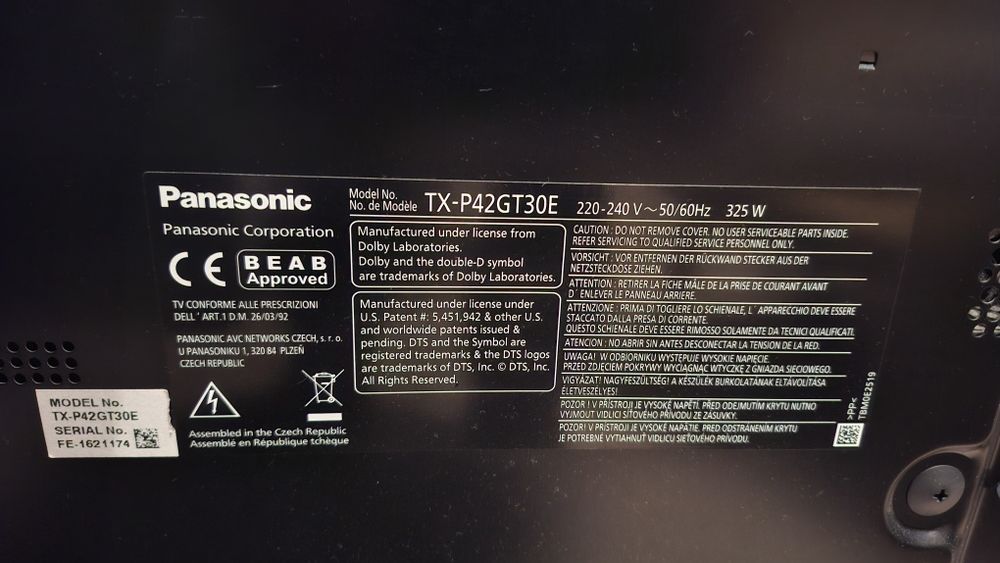 Panasonic
Model No.
No. de Modèle
TX-P42GT30E
220-240 V～50/60Hz 325 W
Panasonic Corporation
CE
BEAB
Approved
TV CONFORME ALLE PRESCRIZIONI
DELL' ART.1 D.M. 26/03/92
PANASONIC AVC NETWORKS CZECH, s. r. o.
U PANASONIKU 1, 320 84 PLZEŇ
CZECH REPUBLIC
Assembled in the Czech Republic
Assemblé en République tchèque
Manufactured under license from
Dolby Laboratories.
Dolby and the double-D symbol
are trademarks of Dolby Laboratories.
Manufactured under license under
U.S. Patent #: 5,451,942 & other U.S.
and worldwide patents issued &
pending. DTS and the Symbol are
registered trademarks & the DTS logos
are trademarks of DTS, Inc. © DTS, Inc.
All Rights Reserved.
CAUTION : DO NOT REMOVE COVER. NO USER SERVICEABLE PARTS INSIDE.
REFER SERVICING TO QUALIFIED SERVICE PERSONNEL ONLY.
VORSICHT : VOR ENTFERNEN DER RÜCKWAND STECKER AUS DER
NETZSTECKDOSE ZIEHEN.
ATTENTION : RETIRER LA FICHE MÂLE DE LA PRISE DE COURANT AVANT
D' ENLEVER LE PANNEAU ARRIERE.
ATTENZIONE : PRIMA DI TOGLIERE LO SCHIENALE, L' APPARECCHIO DEVE ESSERE
STACCATO DALLA PRESA DI CORRENTE.
QUESTO SCHIENALE DEVE ESSERE RIMOSSO SOLAMENTE DA TECNICI QUALIFICATI.
ATENCION : NO ABRIR SIN ANTES DESCONECTAR LA TENSION DE LA RED.
UWAGA! W ODBIORNIKU WYSTEPUJE WYSOKIE NAPIECIE.
PRZED ZDJECIEM POKRYWY WYCIAGNAC WTYCZKE Z GNIAZDA SIECIOWEGO.
VIGYÁZAT! NAGYFESZÜLTSÉG! A KÉSZÜLÉK BURKOLATÁNAK ELTÁVOLÍTÁSA
ÉLETVESZÉLYES!
POZOR! V PŘÍSTROJI JE VYSOKÉ NAPĚTÍ. PŘED ODEJMUTÍM KRYTU NUTNO
VYJMOUT VIDLICI SÍŤOVÉHO PŘÍVODU ZE ZÁSUVKY.
POZOR! V PRÍSTROJI JE VYSOKÉ NAPÄTIE. PRED ODSTRANENÍM KRYTU
JE POTREBNÉ VYTIAHNUŤ VIDLICU SIEŤOVÉHO PRÍVODU.
>PP<
TBM0E2519
MODEL No.
TX-P42GT30E
SERIAL No.
FE-1621174